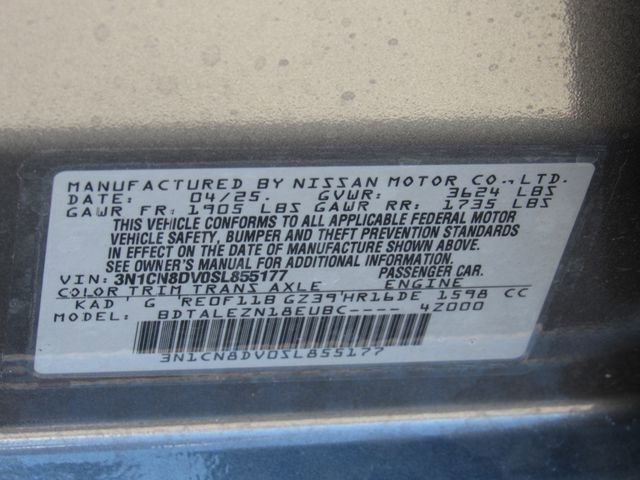 MANUFACTURED BY NISSAN MOTOR CO., LTD.
DATE: 04/25. GVWR: 3624 LBS
GAWR FR: 1905 LBS GAWR RR: 1735 LBS
THIS VEHICLE CONFORMS TO ALL APPLICABLE FEDERAL MOTOR
VEHICLE SAFETY, BUMPER AND THEFT PREVENTION STANDARDS
IN EFFECT ON THE DATE OF MANUFACTURE SHOWN ABOVE.
SEE OWNER MANUAL FOR ADDITIONAL INFORMATION.
VIN: 3N1CN8DV0SL855177 PASSENGER CAR.
COLOR TRIM TRANS AXLE ENGINE
KAD G RE0F11B GZ39 HR16DE 1598 CC
MODEL: BDTALEZN18EUBC---- 4Z000
3N1CN8DV0SL855177